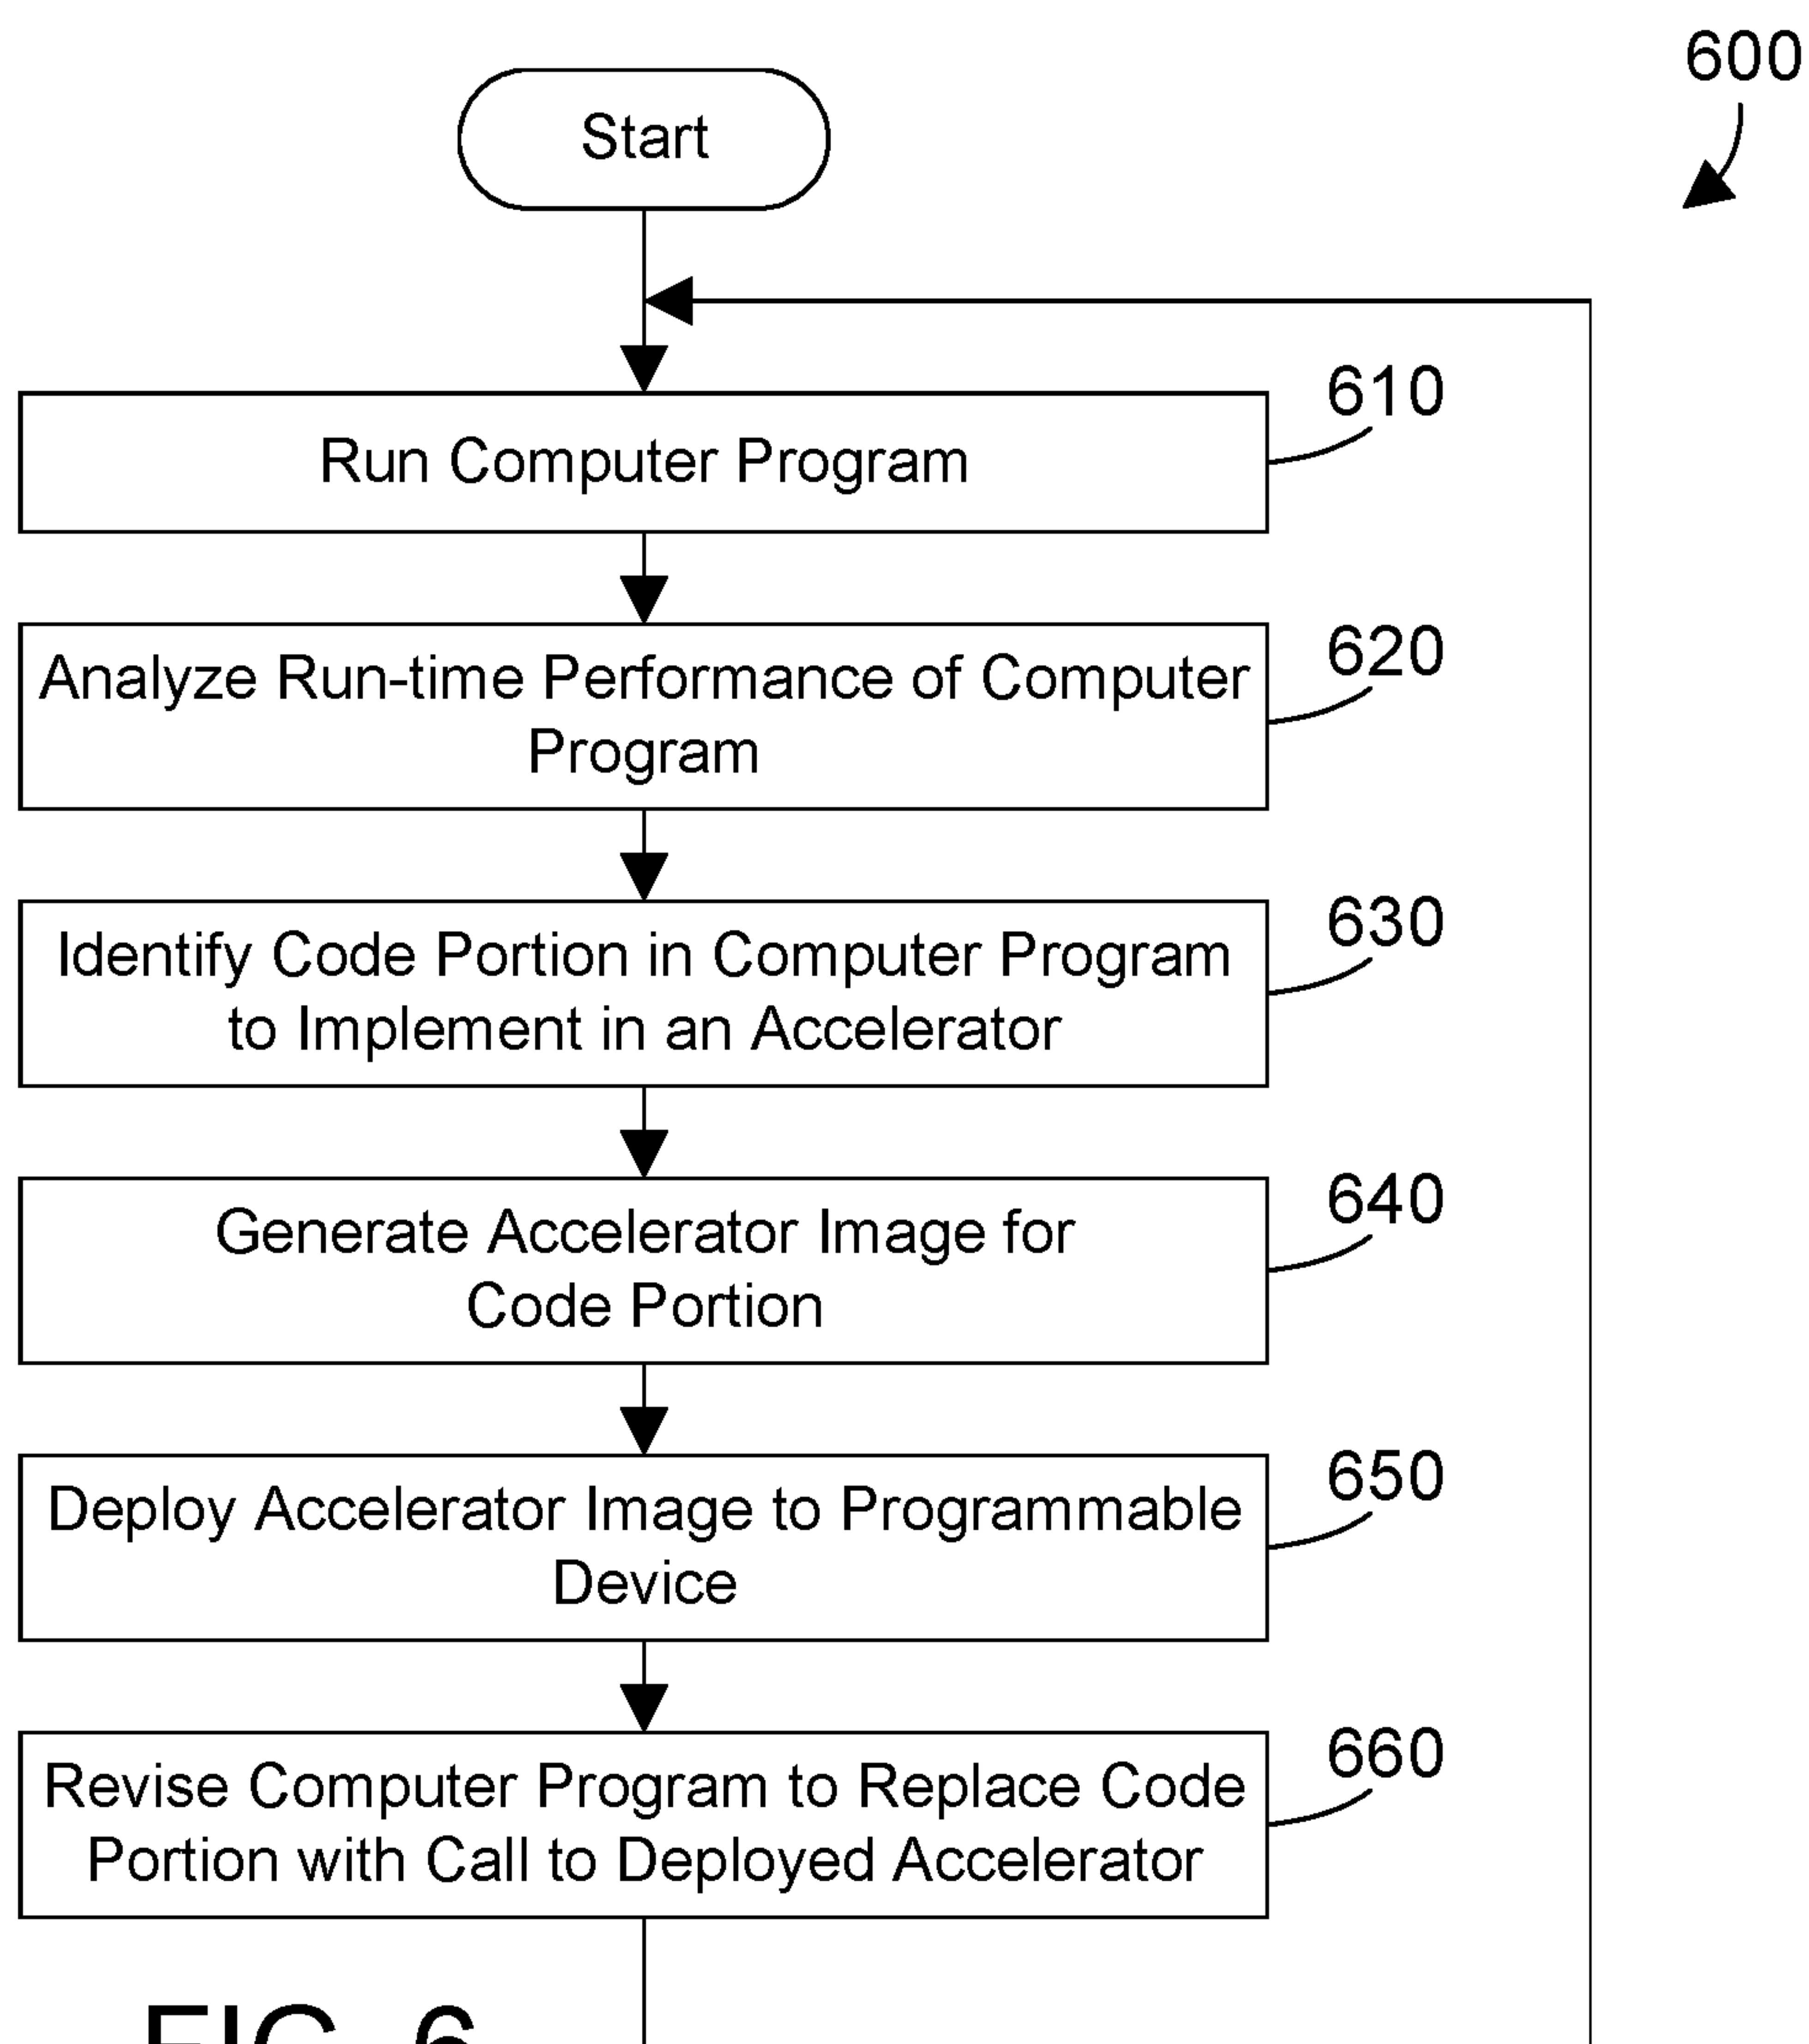 600
Start
610
Run Computer Program
620
Analyze Run-time Performance of Computer
Program
630
Identify Code Portion in Computer Program
to Implement in an Accelerator
640
Generate Accelerator Image for
Code Portion
650
Deploy Accelerator Image to Programmable
Device
660
Revise Computer Program to Replace Code
Portion with Call to Deployed Accelerator
FIG. 6